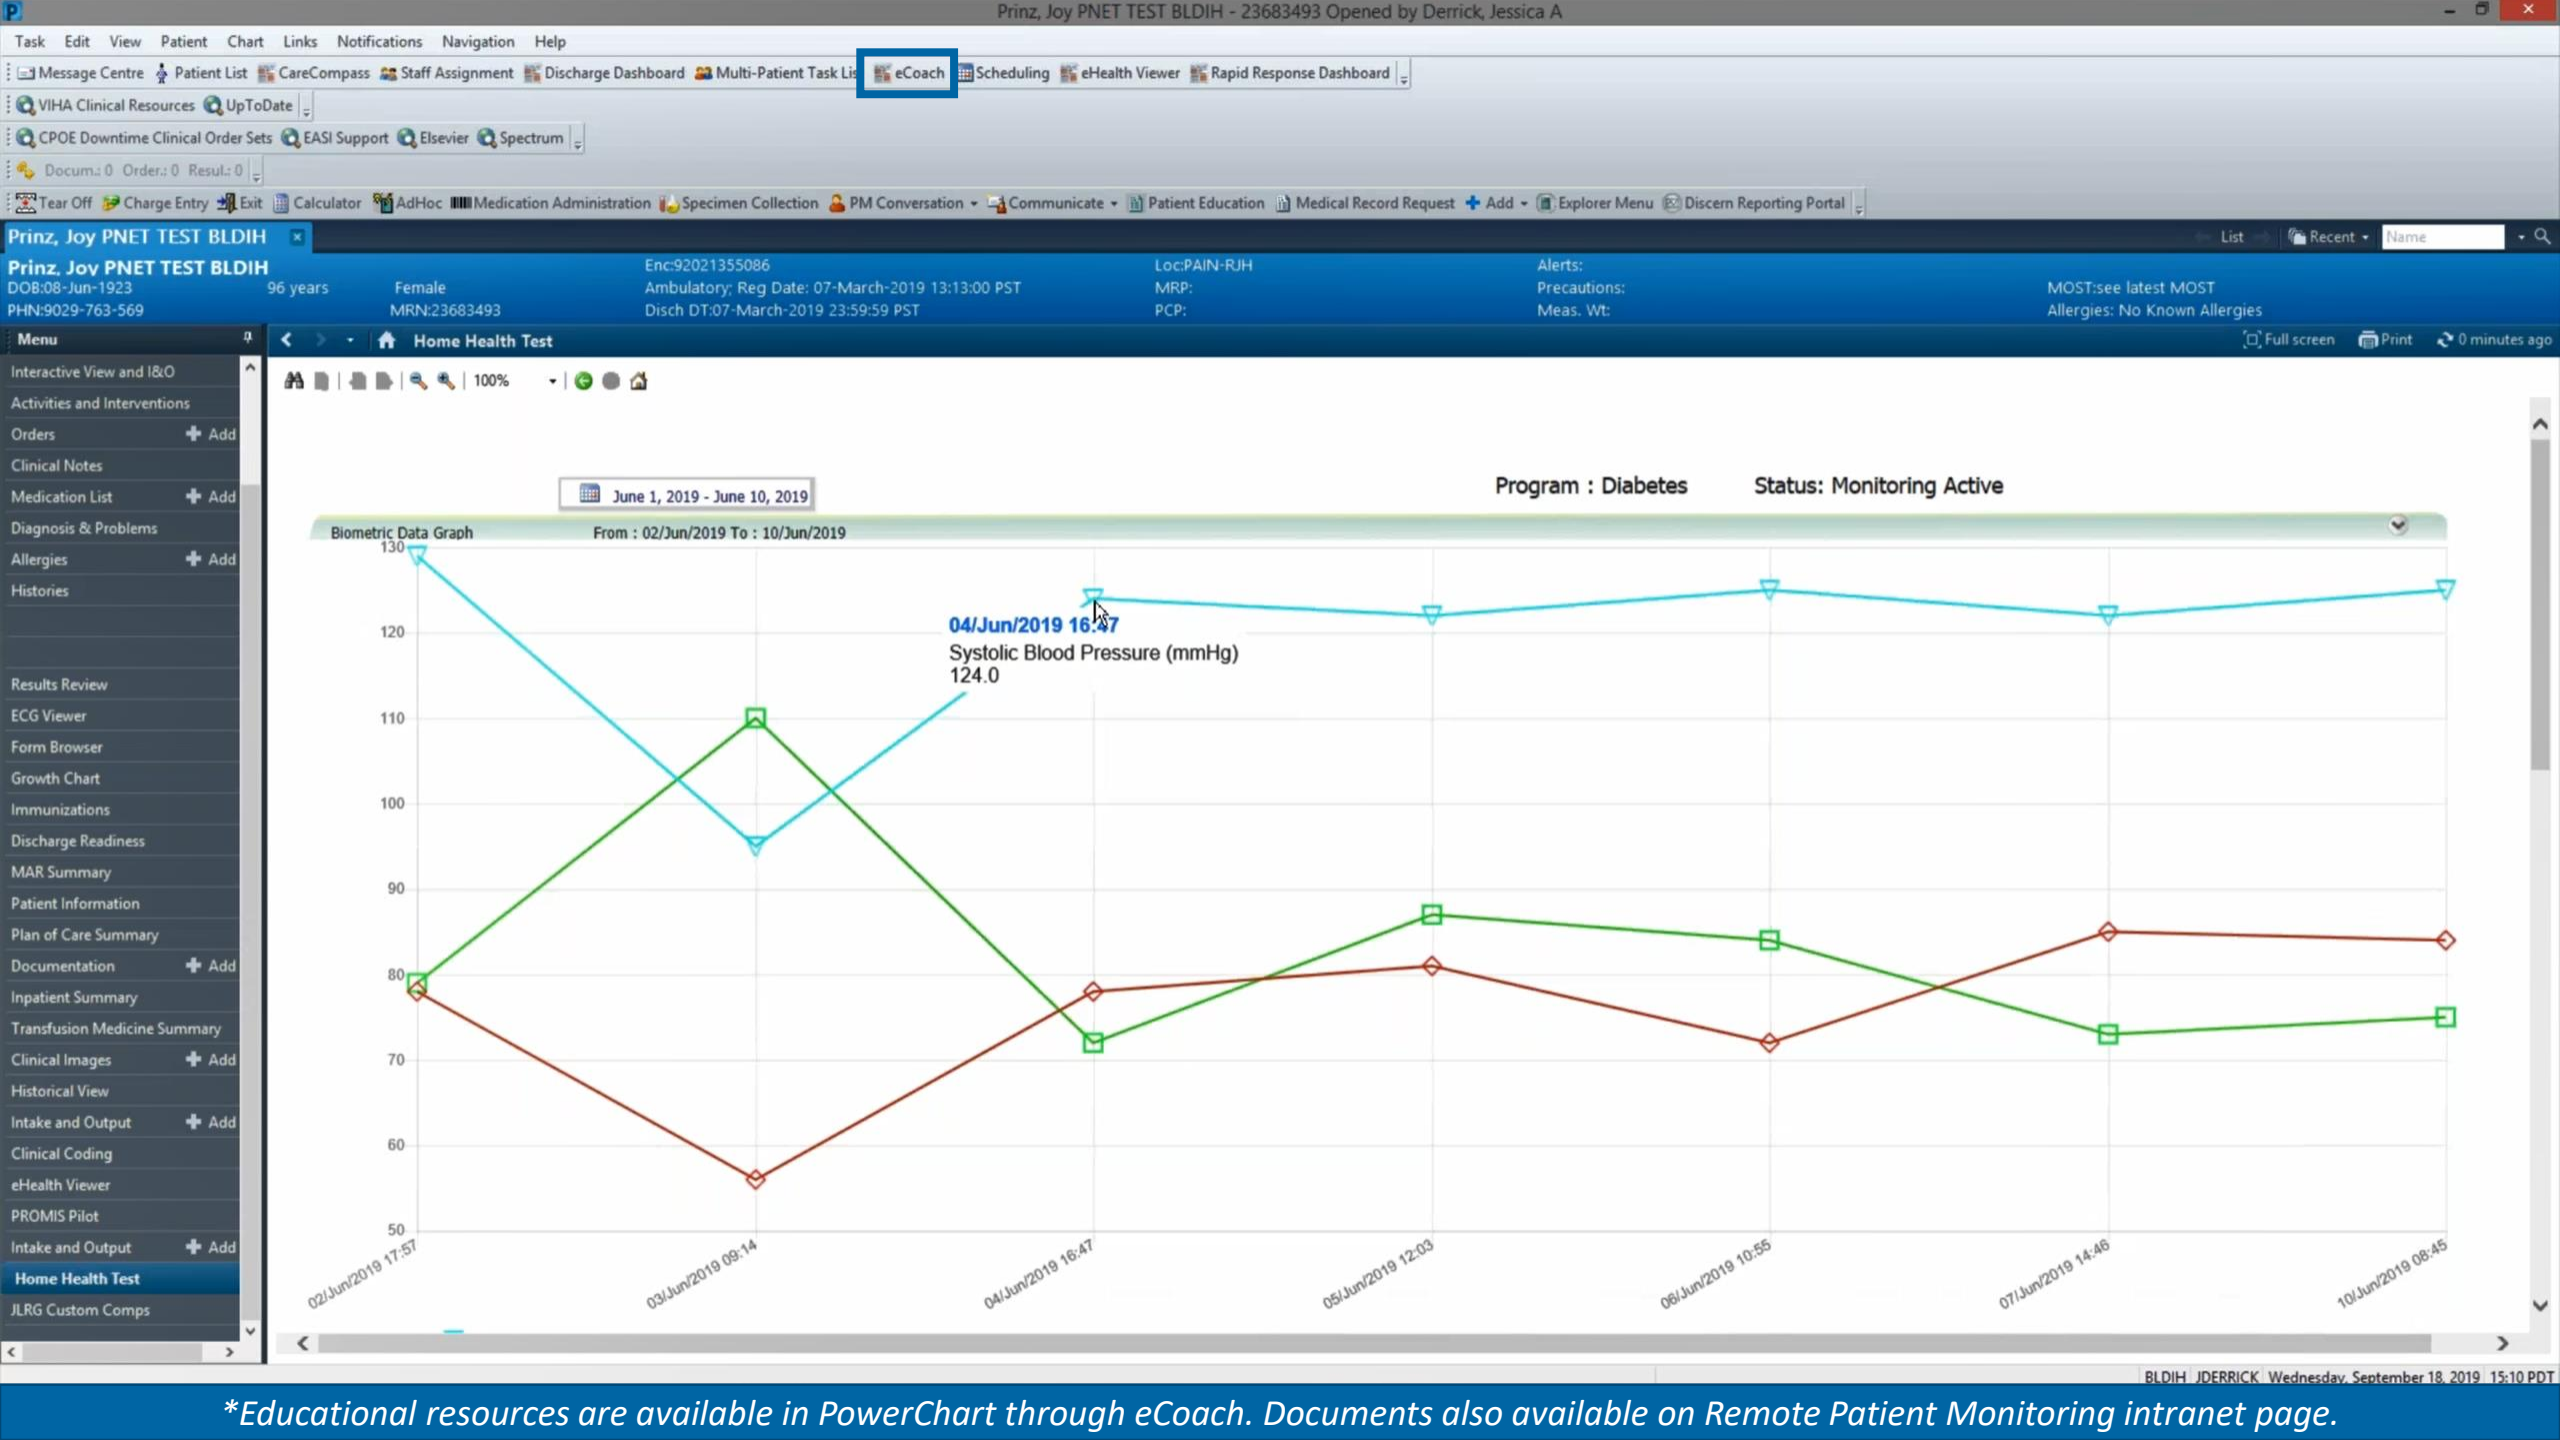 Prinz, Joy PNET TEST BLDIH - 23683493 Opened by Derrick, Jessica A
Task Edit View Patient Chart Links Notifications Navigation Help
Message Centre Patient List CareCompass Staff Assignment Discharge Dashboard Multi-Patient Task Lis eCoach Scheduling eHealth Viewer Rapid Response Dashboard
VIHA Clinical Resources UpToDate
CPOE Downtime Clinical Order Sets EASI Support Elsevier Spectrum
Docum.: 0 Order.: 0 Resul.: 0
Tear Off Charge Entry Exit Calculator AdHoc Medication Administration Specimen Collection PM Conversation Communicate Patient Education Medical Record Request Add Explorer Menu Discern Reporting Portal
Prinz, Joy PNET TEST BLDIH List Recent Name
Prinz, Joy PNET TEST BLDIH Enc:92021355086 Loc:PAIN-RJH Alerts:
DOB:08-Jun-1923 96 years Female Ambulatory; Reg Date: 07-March-2019 13:13:00 PST MRP: Precautions: MOST:see latest MOST
PHN:9029-763-569 MRN:23683493 Disch DT:07-March-2019 23:59:59 PST PCP: Meas. Wt: Allergies: No Known Allergies
Menu Home Health Test Full screen Print 0 minutes ago
100%
Interactive View and I&O
Activities and Interventions
Orders Add
Clinical Notes
Medication List Add
Diagnosis & Problems
Allergies Add
Histories
Results Review
ECG Viewer
Form Browser
Growth Chart
Immunizations
Discharge Readiness
MAR Summary
Patient Information
Plan of Care Summary
Documentation Add
Inpatient Summary
Transfusion Medicine Summary
Clinical Images Add
Historical View
Intake and Output Add
Clinical Coding
eHealth Viewer
PROMIS Pilot
Intake and Output Add
Home Health Test
JLRG Custom Comps
June 1, 2019 - June 10, 2019 Program : Diabetes Status: Monitoring Active
Biometric Data Graph From : 02/Jun/2019 To : 10/Jun/2019
130
120
110
100
90
80
70
60
50
04/Jun/2019 16:47
Systolic Blood Pressure (mmHg)
124.0
02/Jun/2019 17:57 03/Jun/2019 09:14 04/Jun/2019 16:47 05/Jun/2019 12:03 06/Jun/2019 10:55 07/Jun/2019 14:46 10/Jun/2019 08:45
BLDIH JDERRICK Wednesday, September 18, 2019 15:10 PDT
*Educational resources are available in PowerChart through eCoach. Documents also available on Remote Patient Monitoring intranet page.